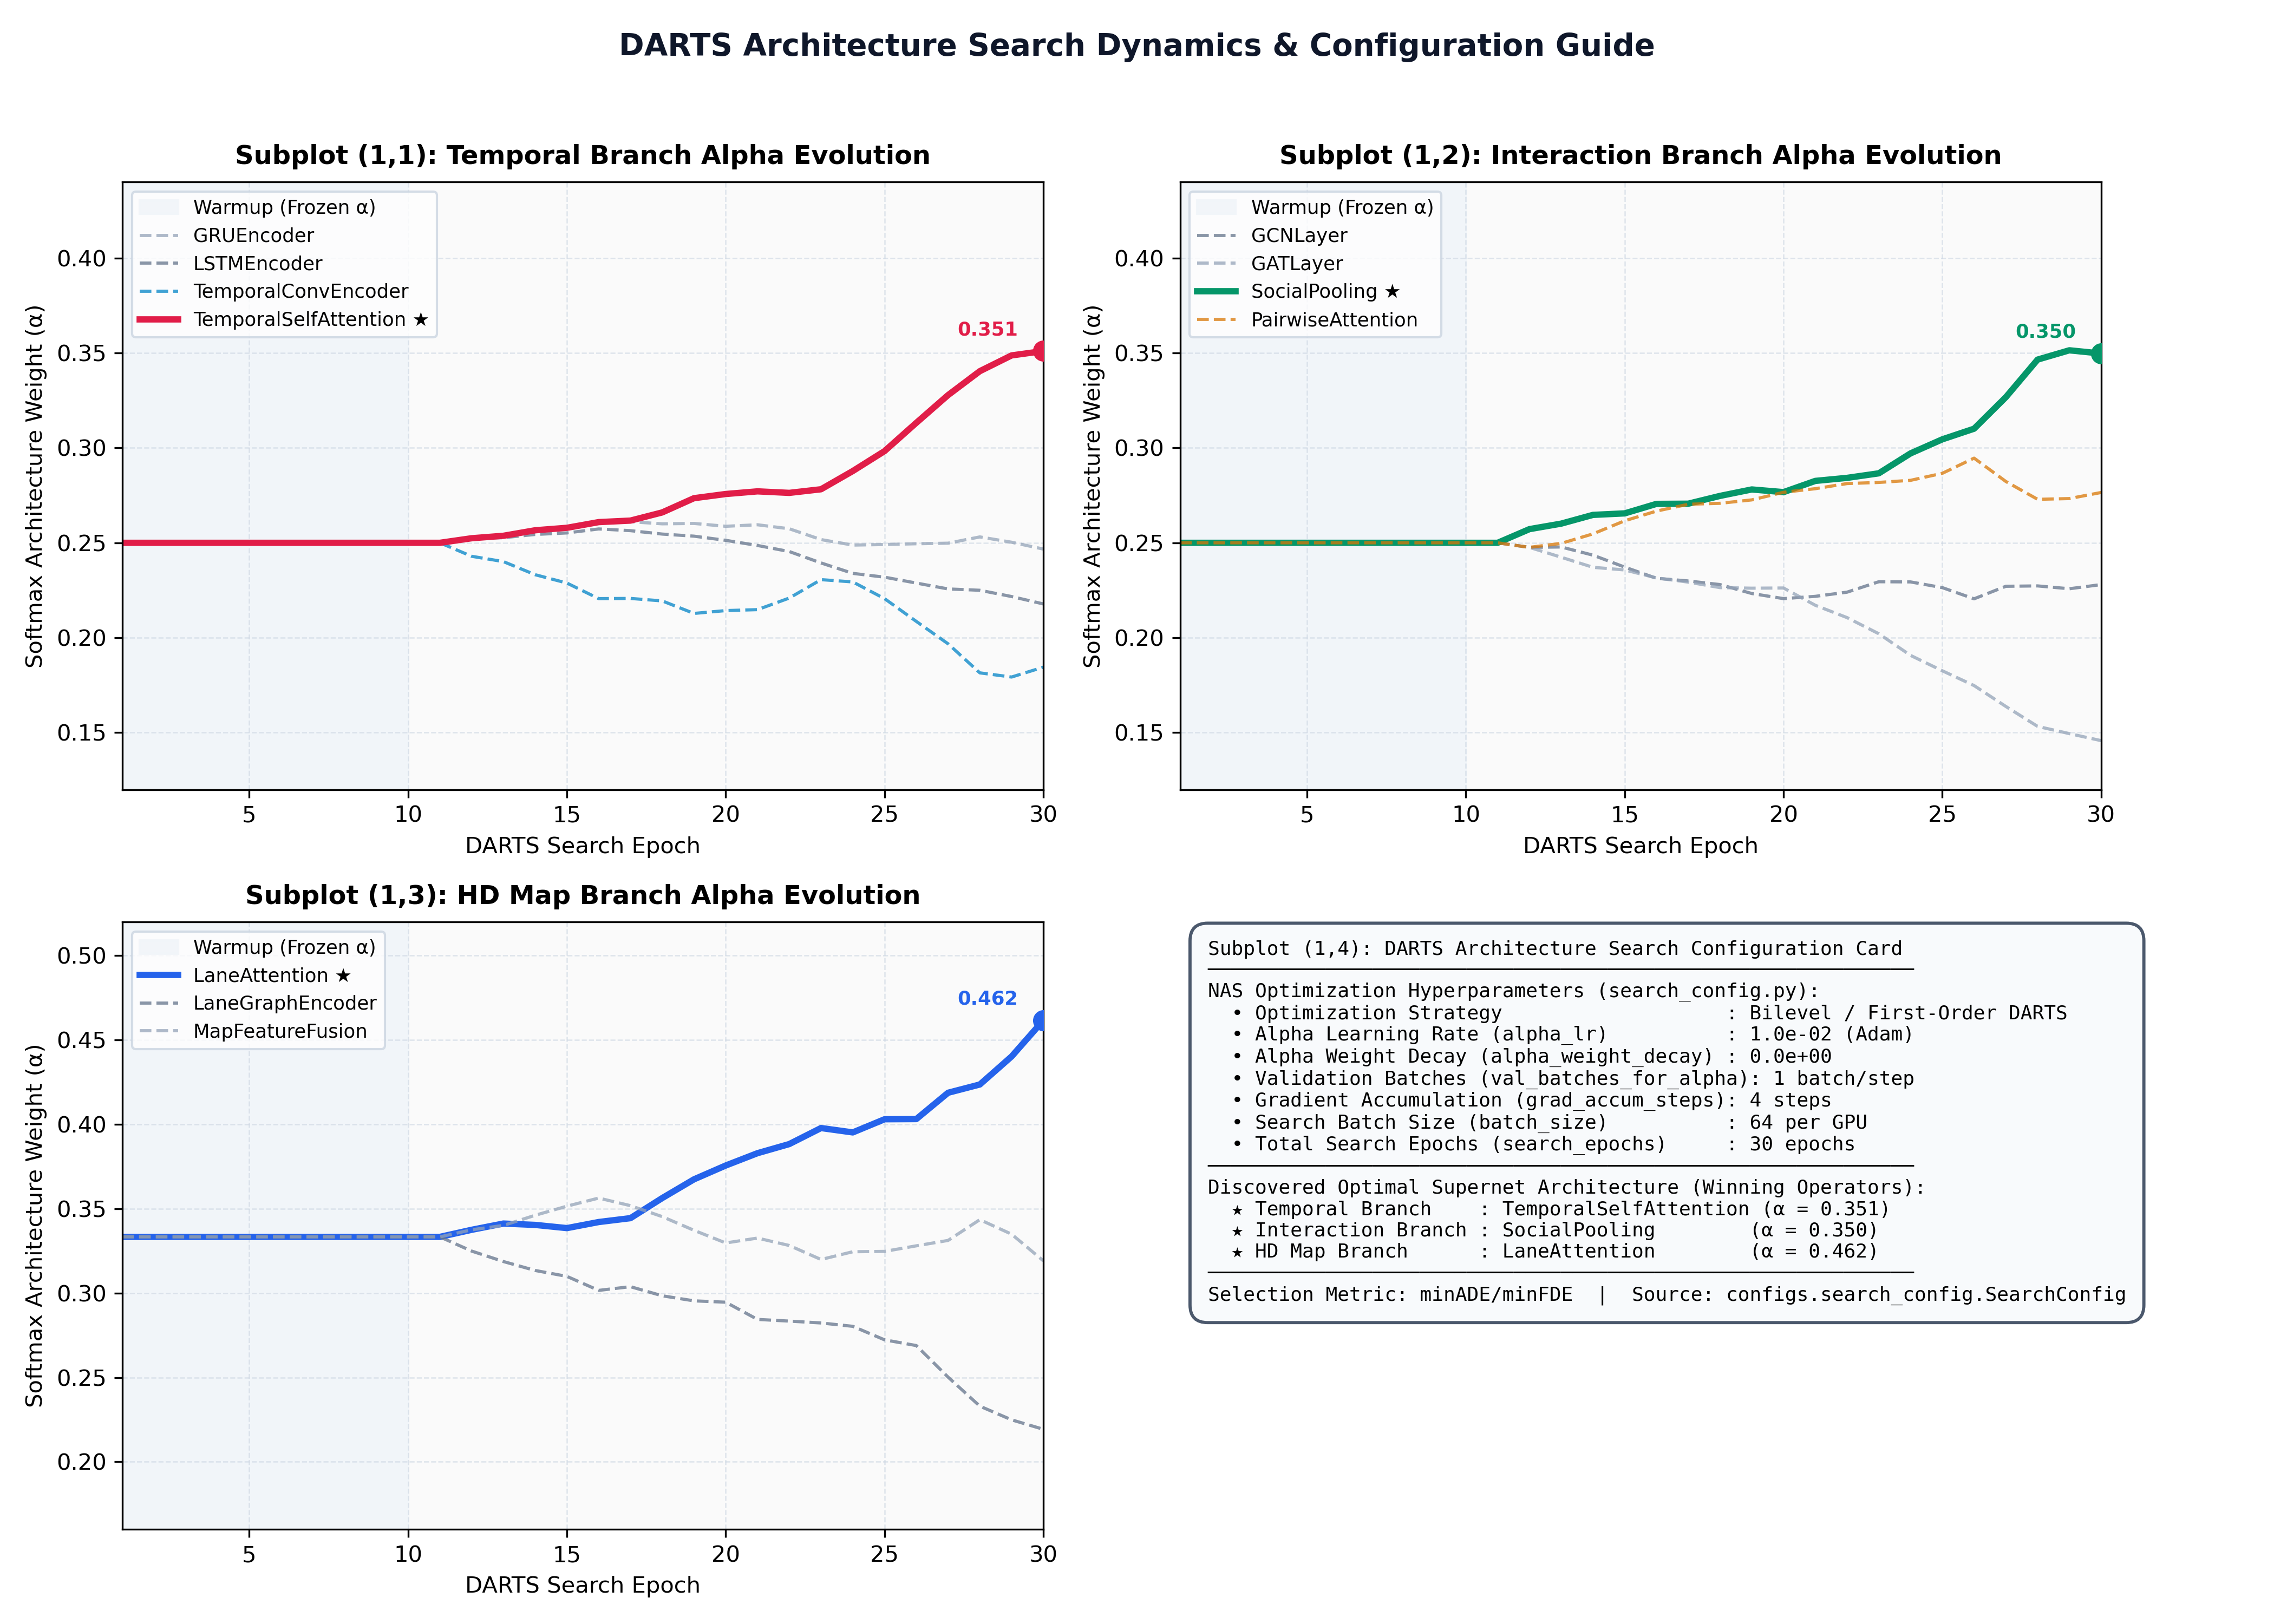 DARTS Architecture Search Dynamics & Configuration Guide
Subplot (1,1): Temporal Branch Alpha Evolution
Softmax Architecture Weight (α)
0.40
0.35
0.30
0.25
0.20
0.15
Warmup (Frozen α)
GRUEncoder
LSTMEncoder
TemporalConvEncoder
TemporalSelfAttention ★
0.351
5 10 15 20 25 30
DARTS Search Epoch
Subplot (1,2): Interaction Branch Alpha Evolution
Softmax Architecture Weight (α)
0.40
0.35
0.30
0.25
0.20
0.15
Warmup (Frozen α)
GCNLayer
GATLayer
SocialPooling ★
PairwiseAttention
0.350
5 10 15 20 25 30
DARTS Search Epoch
Subplot (1,3): HD Map Branch Alpha Evolution
Softmax Architecture Weight (α)
0.50
0.45
0.40
0.35
0.30
0.25
0.20
Warmup (Frozen α)
LaneAttention ★
LaneGraphEncoder
MapFeatureFusion
0.462
5 10 15 20 25 30
DARTS Search Epoch
Subplot (1,4): DARTS Architecture Search Configuration Card
NAS Optimization Hyperparameters (search_config.py):
• Optimization Strategy : Bilevel / First-Order DARTS
• Alpha Learning Rate (alpha_lr) : 1.0e-02 (Adam)
• Alpha Weight Decay (alpha_weight_decay) : 0.0e+00
• Validation Batches (val_batches_for_alpha): 1 batch/step
• Gradient Accumulation (grad_accum_steps): 4 steps
• Search Batch Size (batch_size) : 64 per GPU
• Total Search Epochs (search_epochs) : 30 epochs
Discovered Optimal Supernet Architecture (Winning Operators):
★ Temporal Branch : TemporalSelfAttention (α = 0.351)
★ Interaction Branch : SocialPooling (α = 0.350)
★ HD Map Branch : LaneAttention (α = 0.462)
Selection Metric: minADE/minFDE | Source: configs.search_config.SearchConfig